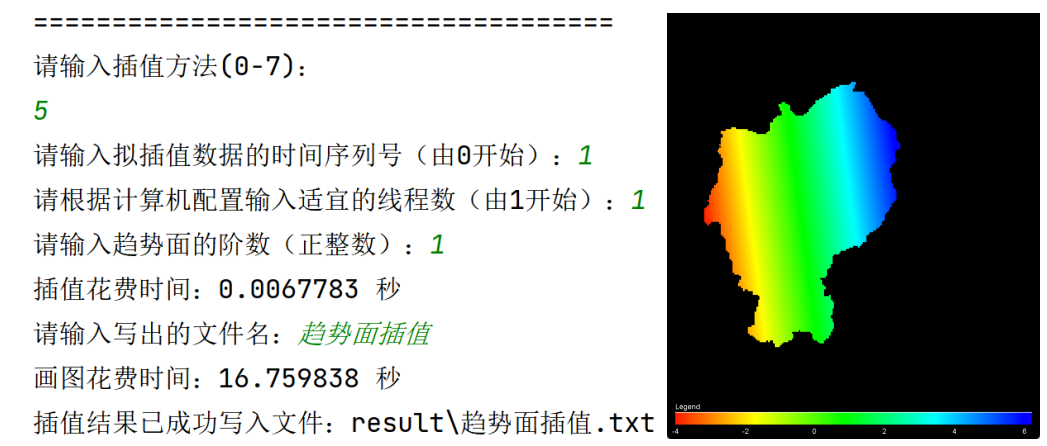 =====================================
请输入插值方法(0-7):
5
请输入拟插值数据的时间序列号（由0开始）：1
请根据计算机配置输入适宜的线程数（由1开始）：1
请输入趋势面的阶数（正整数）：1
插值花费时间：0.0067783 秒
请输入写出的文件名：趋势面插值
画图花费时间：16.759838 秒
插值结果已成功写入文件：result\趋势面插值.txt
Legend
-4 -2 0 2 4 6